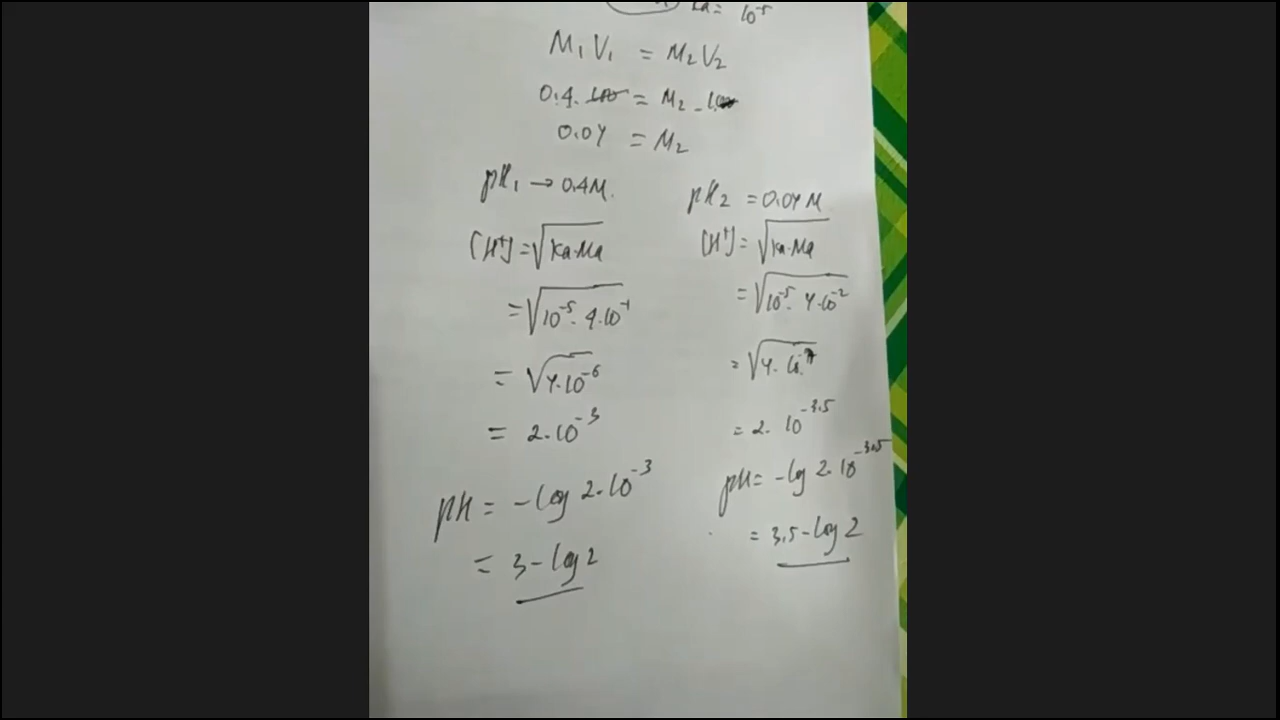 Ka = 10⁻⁵
M₁V₁ = M₂V₂
0.4. 100 = M₂ -
0.04 = M₂
pH₁ → 0.4M.
[H⁺] = √Ka.Ma
= √10⁻⁵. 4.10⁻¹
= √4.10⁻⁶
= 2.10⁻³
pH = -log 2.10⁻³
= 3-log 2
pH₂ = 0.04M
[H⁺] = √Ka.Ma
= √10⁻⁵. 4.10⁻²
= √4. 10⁻⁷
= 2. 10⁻³·⁵
pH = -log 2.10⁻³·⁵
= 3.5-log 2